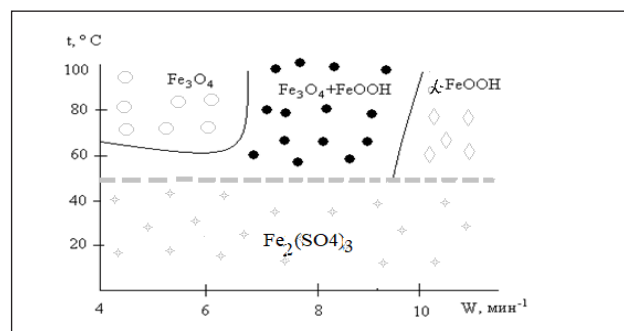 t, º C
100
80
60
40
20
Fe₃O₄
Fe₃O₄+FeOOH
α-FeOOH
Fe₂(SO4)₃
4
6
8
10
W, мин⁻¹